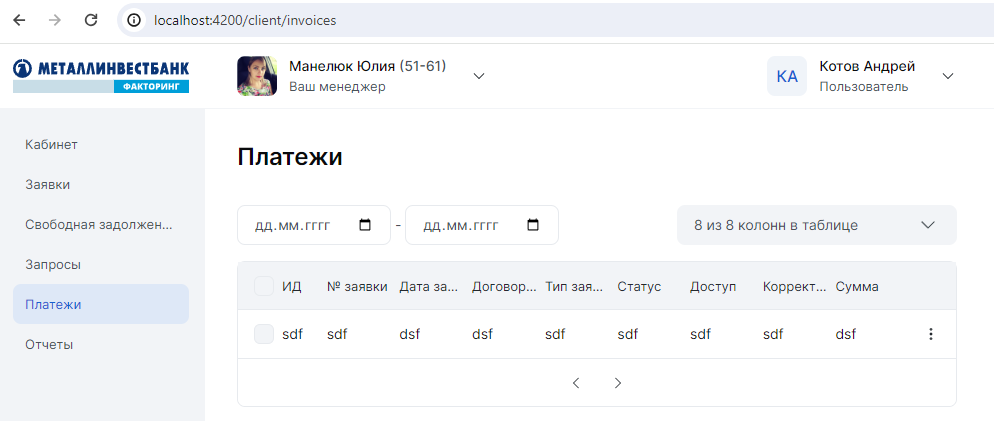 localhost:4200/client/invoices
МЕТАЛЛИНВЕСТБАНК
ФАКТОРИНГ
Манелюк Юлия (51-61)
Ваш менеджер
КА
Котов Андрей
Пользователь
Кабинет
Заявки
Свободная задолжен...
Запросы
Платежи
Отчеты
Платежи
дд.мм.гггг - дд.мм.гггг
8 из 8 колонн в таблице
ИД № заявки Дата за... Договор... Тип зая... Статус Доступ Коррект... Сумма
sdf sdf dsf dsf sdf sdf sdf sdf dsf